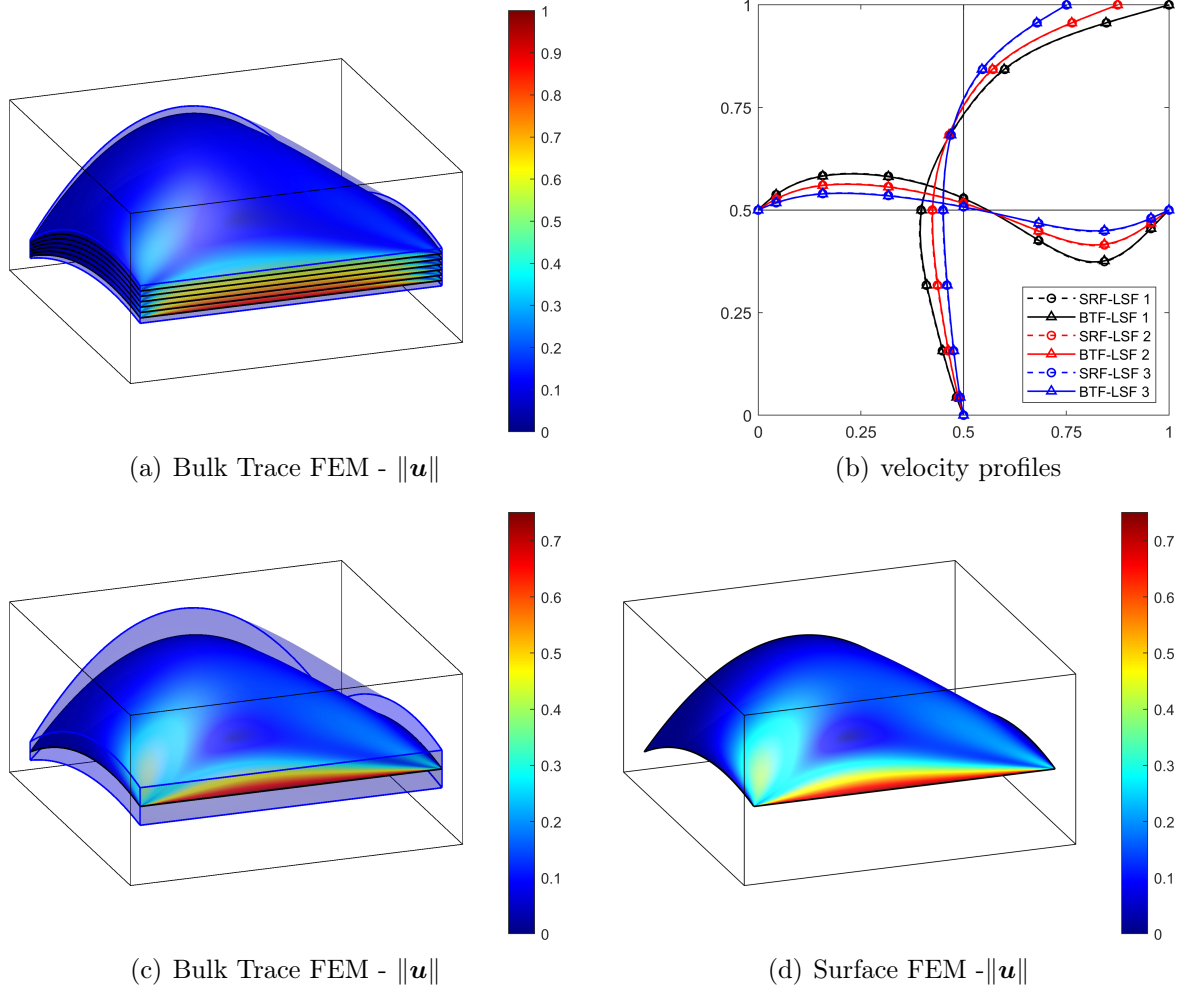 1
0.9
0.8
0.7
0.6
0.5
0.4
0.3
0.2
0.1
0
(a) Bulk Trace FEM - ‖u‖
1
0.75
0.5
0.25
0
0 0.25 0.5 0.75 1
SRF-LSF 1
BTF-LSF 1
SRF-LSF 2
BTF-LSF 2
SRF-LSF 3
BTF-LSF 3
(b) velocity profiles
0.7
0.6
0.5
0.4
0.3
0.2
0.1
0
(c) Bulk Trace FEM - ‖u‖
0.7
0.6
0.5
0.4
0.3
0.2
0.1
0
(d) Surface FEM -‖u‖